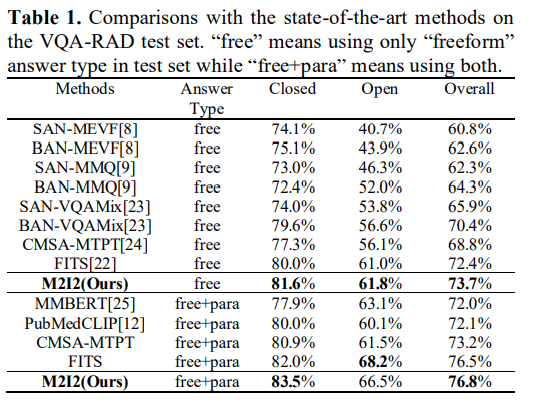 Table 1. Comparisons with the state-of-the-art methods on
the VQA-RAD test set. “free” means using only “freeform”
answer type in test set while “free+para” means using both.
Methods Answer Type Closed Open Overall
SAN-MEVF[8] free 74.1% 40.7% 60.8%
BAN-MEVF[8] free 75.1% 43.9% 62.6%
SAN-MMQ[9] free 73.0% 46.3% 62.3%
BAN-MMQ[9] free 72.4% 52.0% 64.3%
SAN-VQAMix[23] free 74.0% 53.8% 65.9%
BAN-VQAMix[23] free 79.6% 56.6% 70.4%
CMSA-MTPT[24] free 77.3% 56.1% 68.8%
FITS[22] free 80.0% 61.0% 72.4%
M2I2(Ours) free 81.6% 61.8% 73.7%
MMBERT[25] free+para 77.9% 63.1% 72.0%
PubMedCLIP[12] free+para 80.0% 60.1% 72.1%
CMSA-MTPT free+para 80.9% 61.5% 73.2%
FITS free+para 82.0% 68.2% 76.5%
M2I2(Ours) free+para 83.5% 66.5% 76.8%